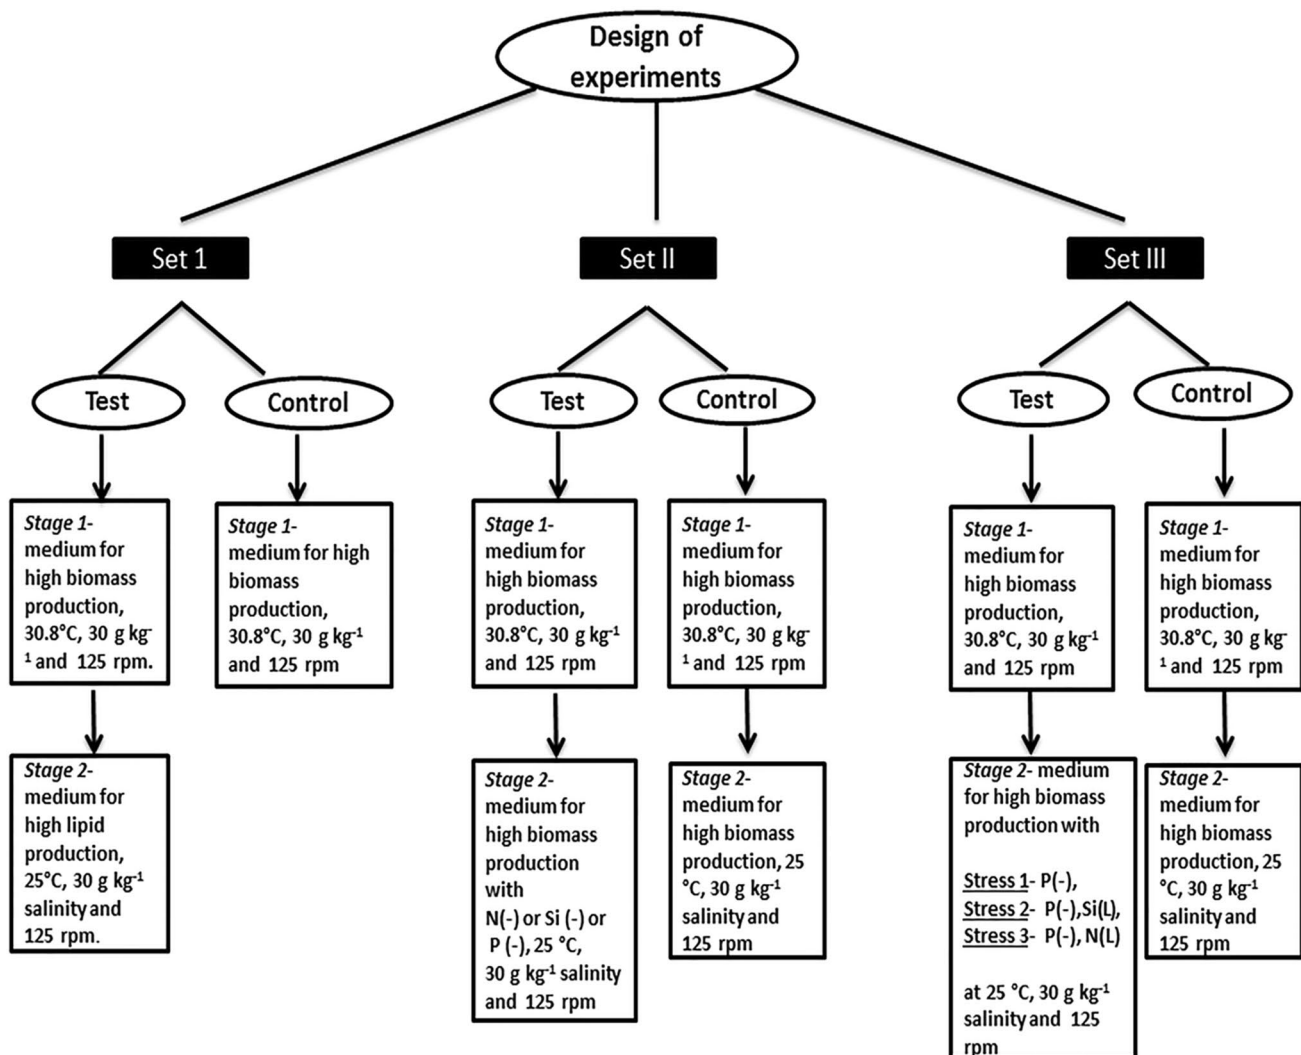 Design of
experiments
Set 1
Set II
Set III
Test
Control
Test
Control
Test
Control
Stage 1-
medium for
high biomass
production,
30.8°C, 30 g kg-
1 and 125 rpm.
Stage 1-
medium for high
biomass
production,
30.8°C, 30 g kg-1
and 125 rpm
Stage 1-
medium for
high biomass
production,
30.8°C, 30 g kg-1
and 125 rpm
Stage 1-
medium for
high biomass
production,
30.8°C, 30 g kg-
1 and 125 rpm
Stage 1-
medium for
high biomass
production,
30.8°C, 30 g kg-1
and 125 rpm
Stage 1-
medium for
high biomass
production,
30.8°C, 30 g kg-
1 and 125 rpm
Stage 2-
medium for
high lipid
production,
25°C, 30 g kg-1
salinity and
125 rpm.
Stage 2-
medium for
high biomass
production
with
N(-) or Si (-) or
P (-), 25 °C,
30 g kg-1 salinity
and 125 rpm
Stage 2-
medium for
high biomass
production, 25
°C, 30 g kg-1
salinity and
125 rpm
Stage 2- medium
for high biomass
production with
Stress 1- P(-),
Stress 2- P(-),Si(L),
Stress 3- P(-), N(L)
at 25 °C, 30 g kg-1
salinity and 125
rpm
Stage 2-
medium for
high biomass
production, 25
°C, 30 g kg-1
salinity and
125 rpm